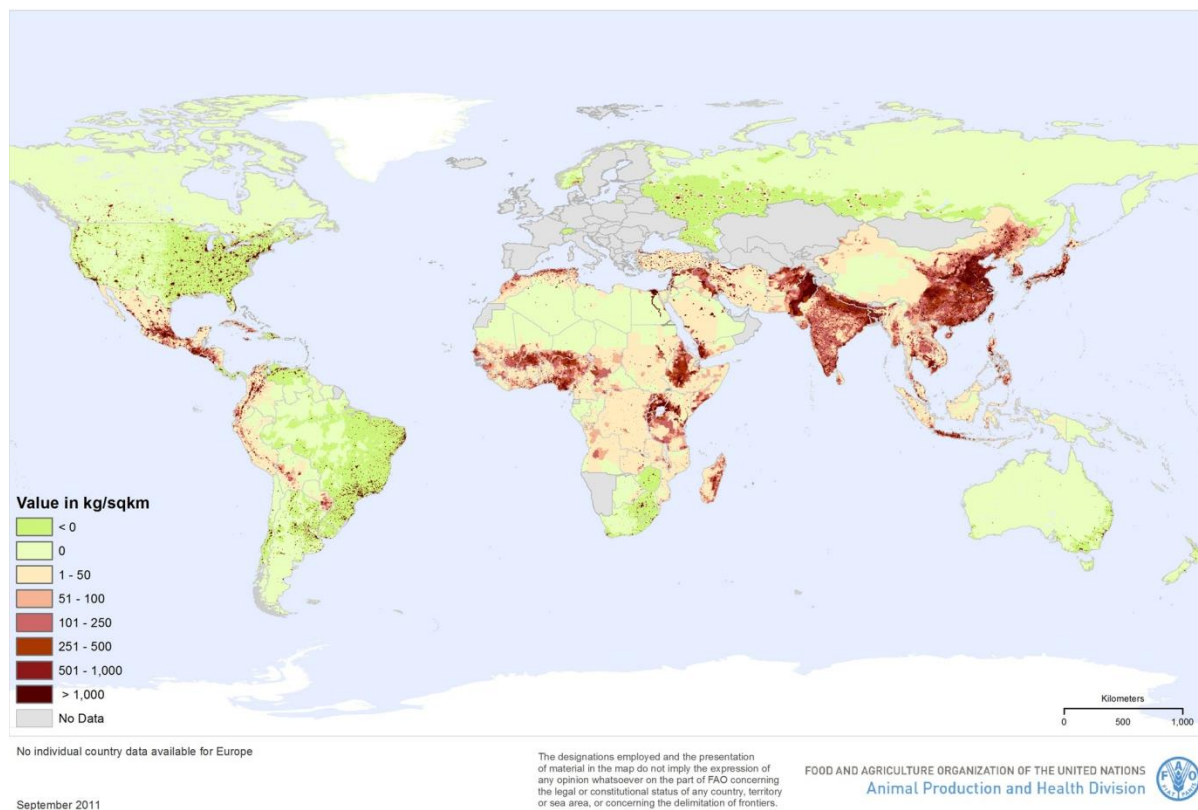 Value in kg/sqkm
< 0
0
1 - 50
51 - 100
101 - 250
251 - 500
501 - 1,000
> 1,000
No Data
Kilometers
0 500 1,000
No individual country data available for Europe
September 2011
The designations employed and the presentation
of material in the map do not imply the expression of
any opinion whatsoever on the part of FAO concerning
the legal or constitutional status of any country, territory
or sea area, or concerning the delimitation of frontiers.
FOOD AND AGRICULTURE ORGANIZATION OF THE UNITED NATIONS
Animal Production and Health Division
FAO
FIAT PANIS